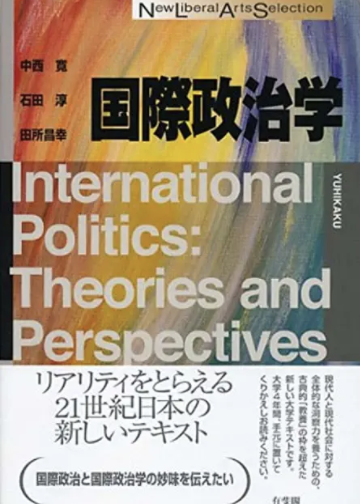 New Liberal Arts Selection
中西 寛
石田 淳
田所昌幸
国際政治学
International
Politics:
Theories and
Perspectives
YUHIKAKU
リアリティをとらえる
21世紀日本の
新しいテキスト
国際政治と国際政治学の妙味を伝えたい
現代人と現代社会に対する
全体的な洞察力を養うための、
古典的「教養」の枠を超えた
新しい大学テキストです。
大学4年間、手元に置いて
くりかえしお読みください。
有斐閣